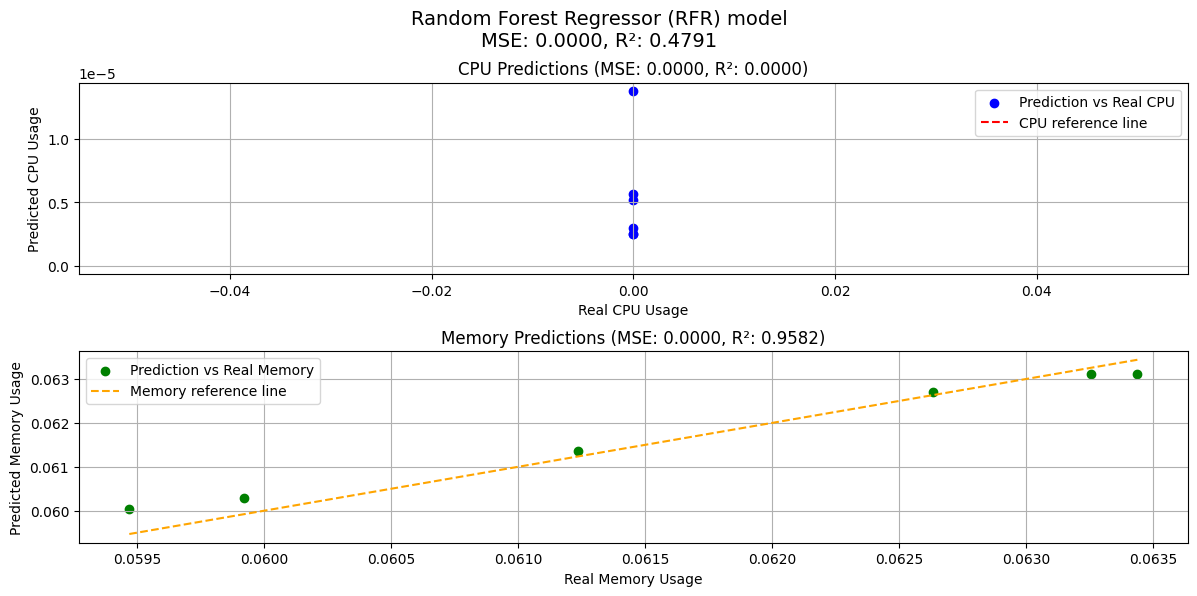 Random Forest Regressor (RFR) model
MSE: 0.0000, R²: 0.4791
CPU Predictions (MSE: 0.0000, R²: 0.0000)
1e−5
Prediction vs Real CPU
CPU reference line
Predicted CPU Usage
1.0
0.5
0.0
−0.04
−0.02
0.00
0.02
0.04
Real CPU Usage
Memory Predictions (MSE: 0.0000, R²: 0.9582)
Prediction vs Real Memory
Memory reference line
Predicted Memory Usage
0.063
0.062
0.061
0.060
0.0595
0.0600
0.0605
0.0610
0.0615
0.0620
0.0625
0.0630
0.0635
Real Memory Usage